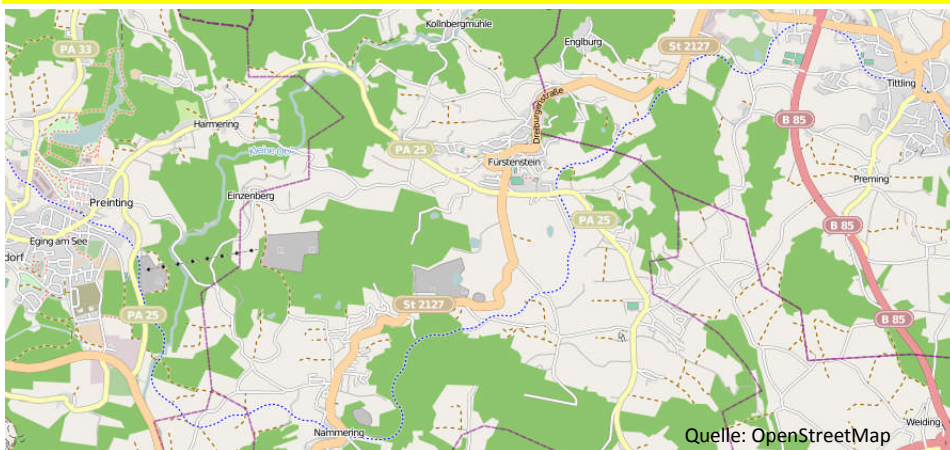 Kollnbergmühle
PA 33
Englburg
St 2127
Tittling
B 85
Dreiburgenstraße
Harmering
PA 25
Fürstenstein
Preming
Einzenberg
Preinting
PA 25
B 85
Eging am See
dorf
St 2127
PA 25
B 85
Weiding
Nammering
Quelle: OpenStreetMap